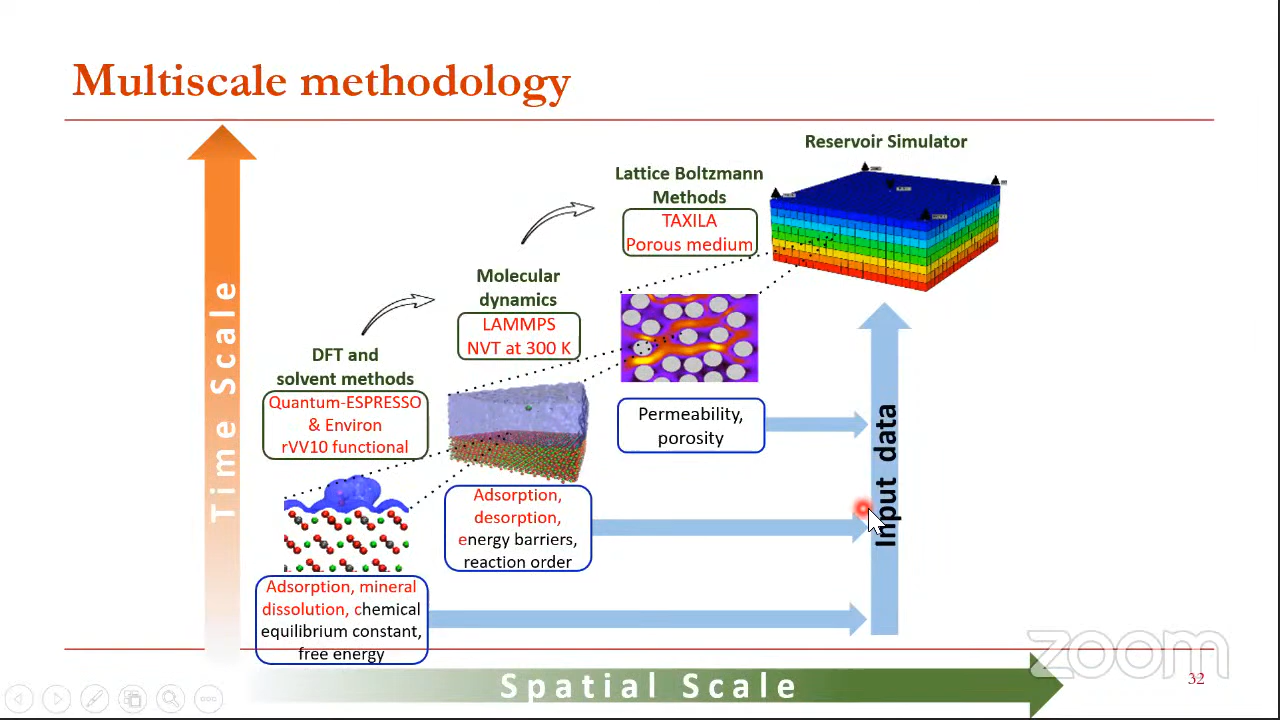 Multiscale methodology
Reservoir Simulator
Lattice Boltzmann
Methods
TAXILA
Porous medium
Molecular
dynamics
LAMMPS
NVT at 300 K
DFT and
solvent methods
Quantum-ESPRESSO
& Environ
rVV10 functional
Permeability,
porosity
Adsorption,
desorption,
energy barriers,
reaction order
Adsorption, mineral
dissolution, chemical
equilibrium constant,
free energy
Time Scale
Input data
Spatial Scale
zoom
32